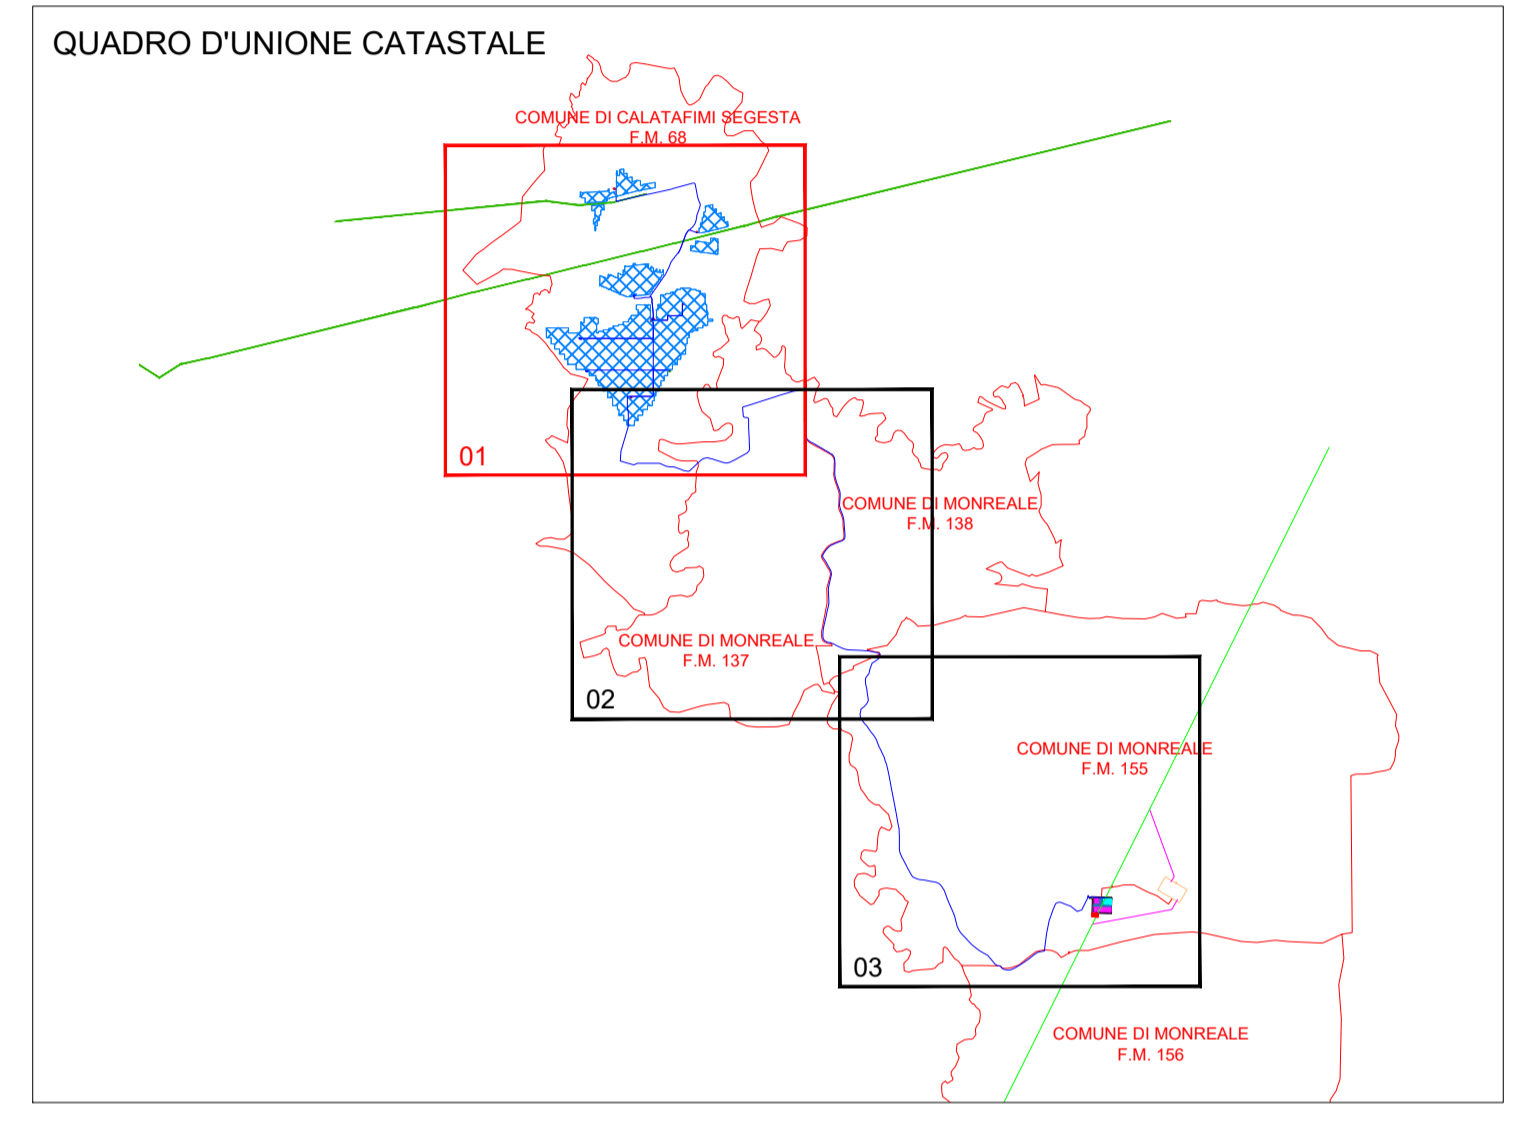 QUADRO D'UNIONE CATASTALE
COMUNE DI CALATAFIMI SEGESTA
F.M. 68
01
COMUNE DI MONREALE
F.M. 138
COMUNE DI MONREALE
F.M. 137
02
COMUNE DI MONREALE
F.M. 155
03
COMUNE DI MONREALE
F.M. 156